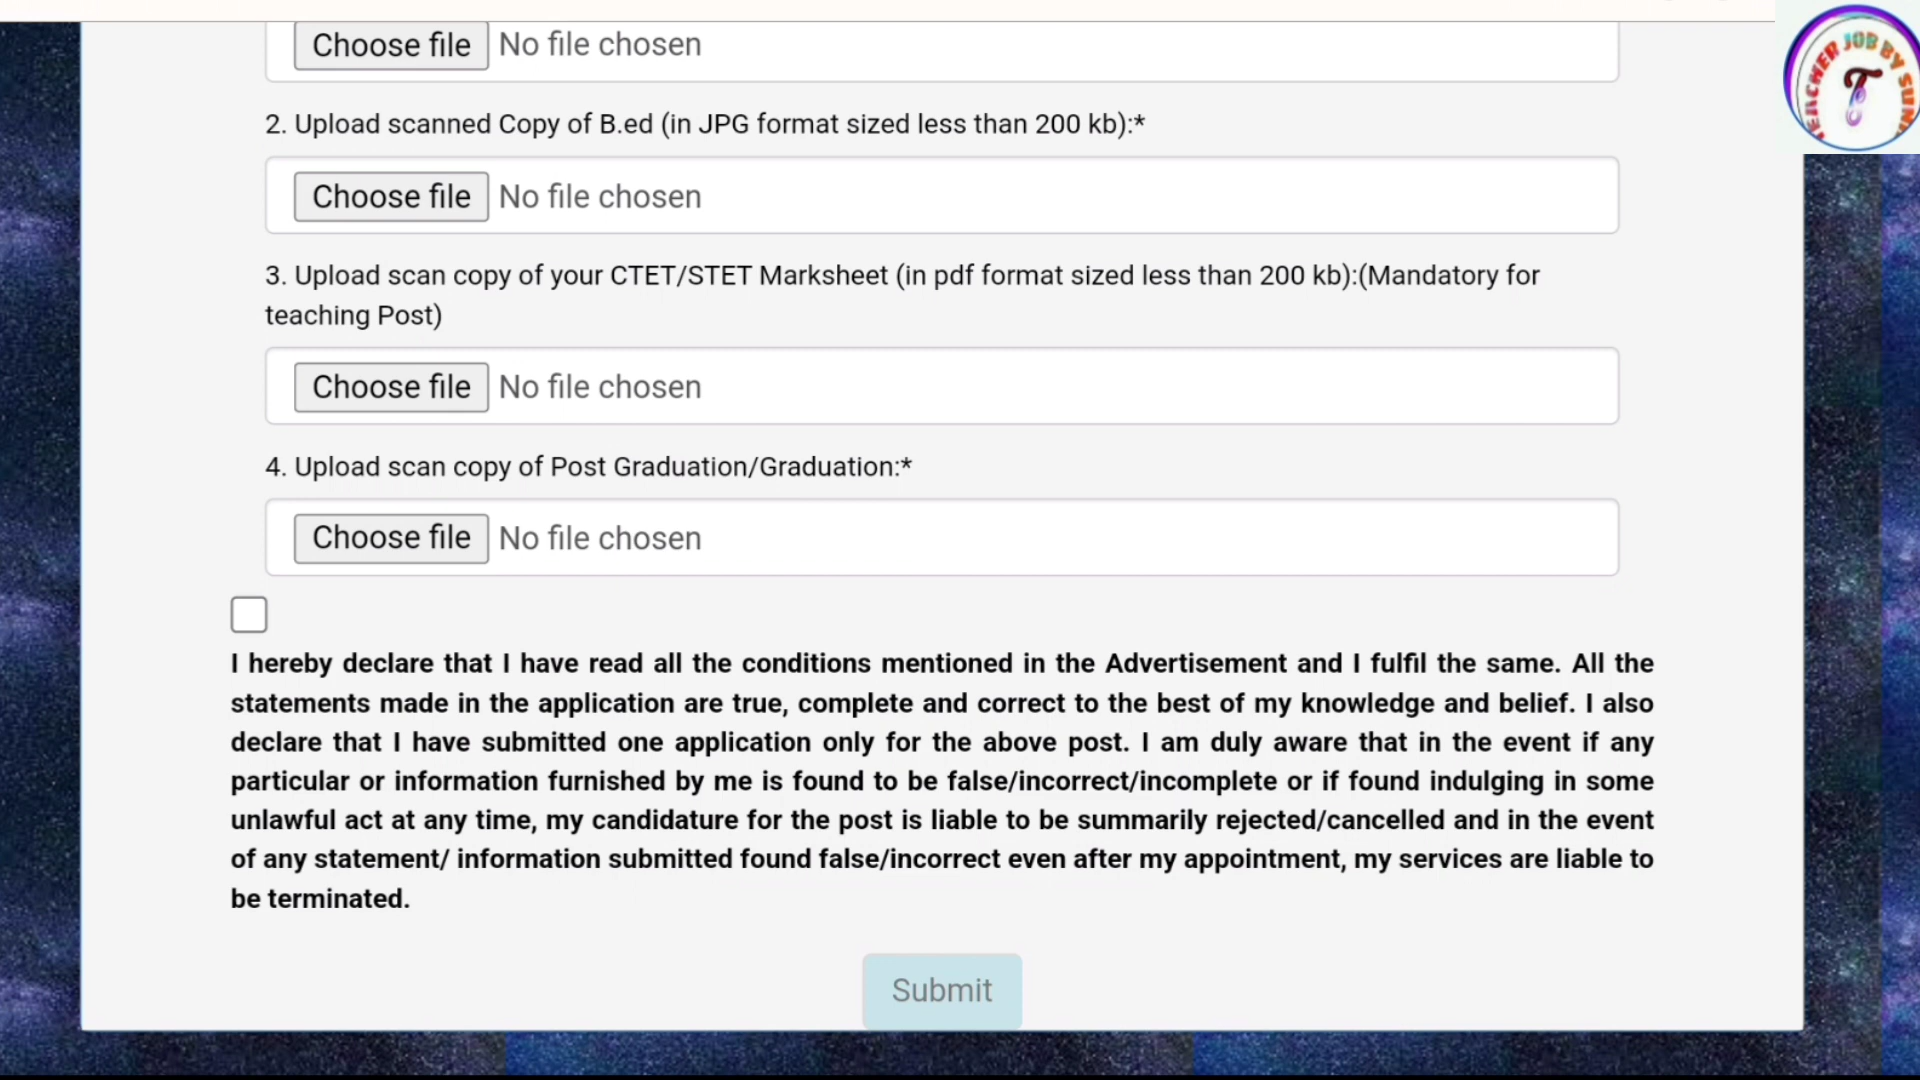 Choose file No file chosen
2. Upload scanned Copy of B.ed (in JPG format sized less than 200 kb):*
Choose file No file chosen
3. Upload scan copy of your CTET/STET Marksheet (in pdf format sized less than 200 kb):(Mandatory for
teaching Post)
Choose file No file chosen
4. Upload scan copy of Post Graduation/Graduation:*
Choose file No file chosen
I hereby declare that I have read all the conditions mentioned in the Advertisement and I fulfil the same. All the
statements made in the application are true, complete and correct to the best of my knowledge and belief. I also
declare that I have submitted one application only for the above post. I am duly aware that in the event if any
particular or information furnished by me is found to be false/incorrect/incomplete or if found indulging in some
unlawful act at any time, my candidature for the post is liable to be summarily rejected/cancelled and in the event
of any statement/ information submitted found false/incorrect even after my appointment, my services are liable to
be terminated.
Submit
JOB BY
T